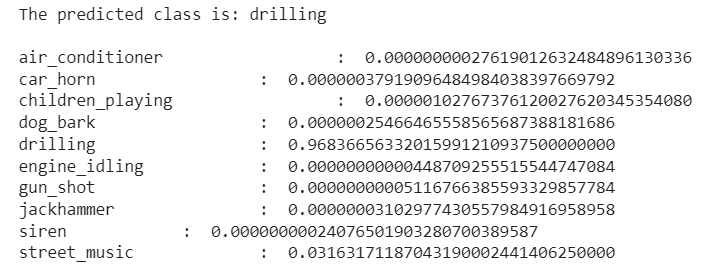 The predicted class is: drilling
air_conditioner : 0.00000000027619012632484896130336
car_horn : 0.00000037919096484984038397669792
children_playing : 0.00000102767376120027620345354080
dog_bark : 0.00000025466465558565687388181686
drilling : 0.96836656332015991210937500000000
engine_idling : 0.00000000000448709255515544747084
gun_shot : 0.00000000005116766385593329857784
jackhammer : 0.00000003102977430557984916958958
siren : 0.00000000024076501903280700389587
street_music : 0.03163171187043190002441406250000